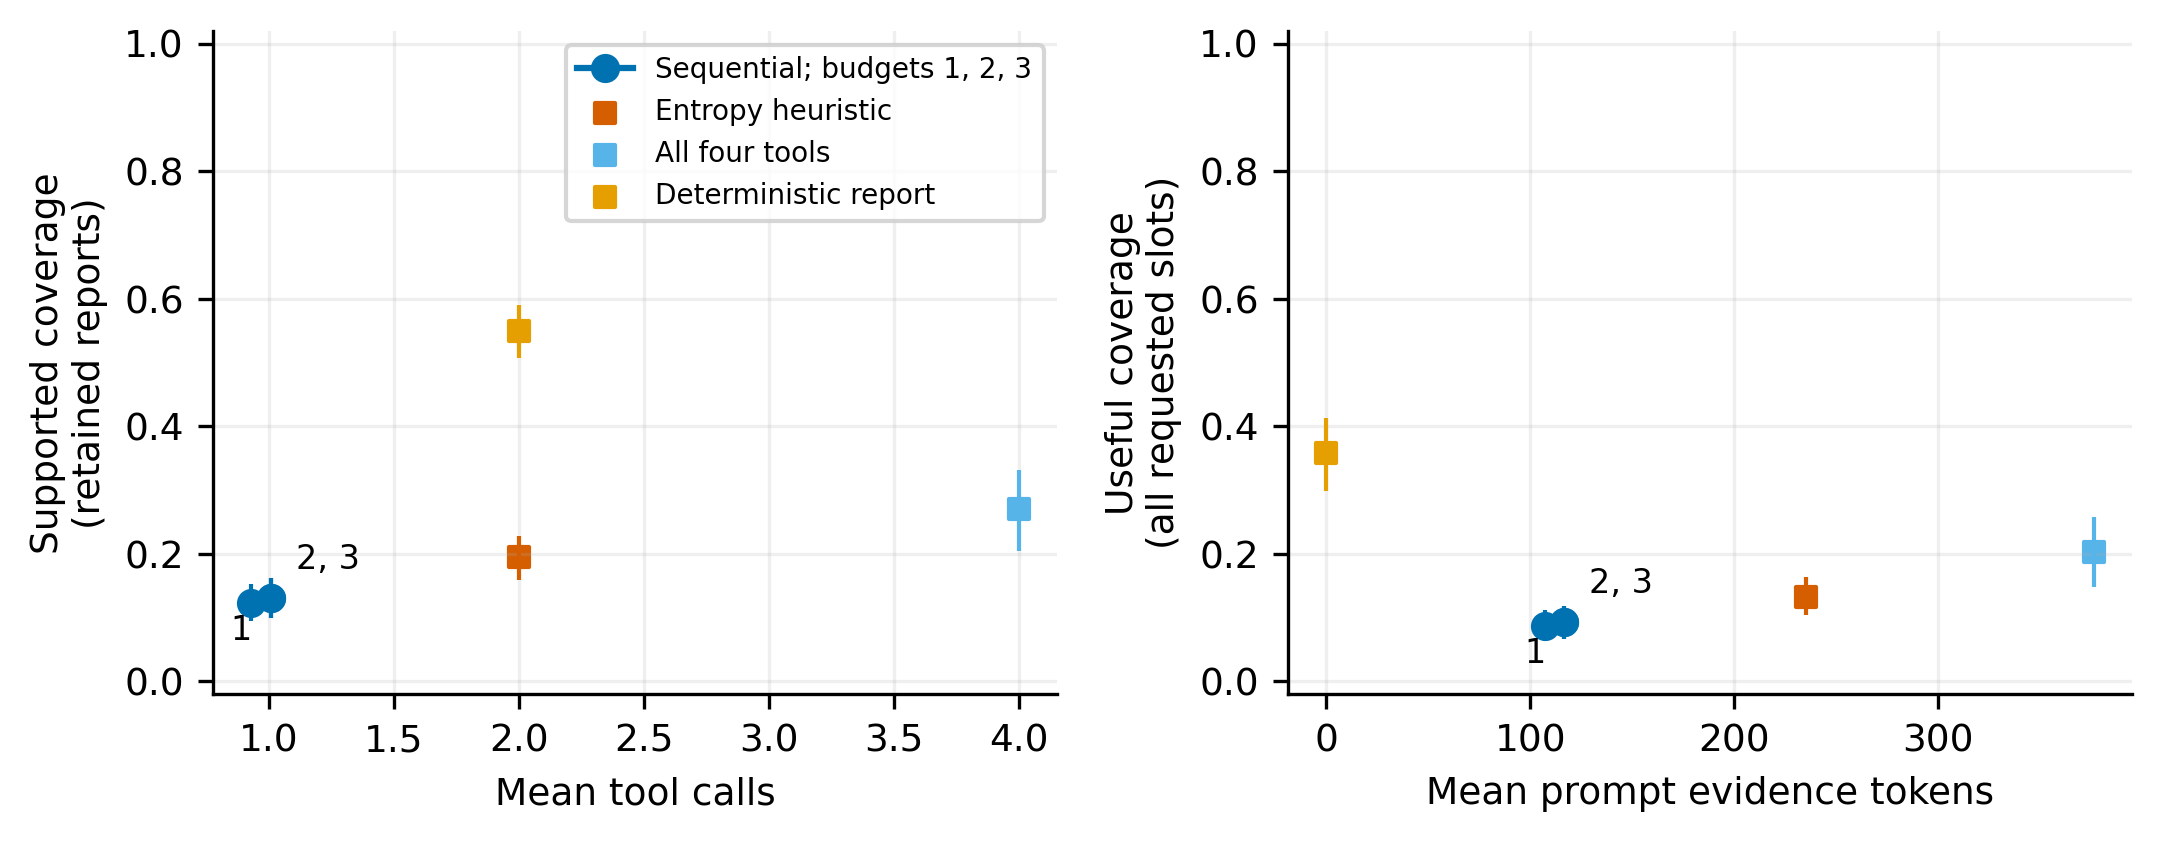 Supported coverage
(retained reports)
1.0
0.8
0.6
0.4
0.2
0.0
Sequential; budgets 1, 2, 3
Entropy heuristic
All four tools
Deterministic report
2, 3
1
1.0
1.5
2.0
2.5
3.0
3.5
4.0
Mean tool calls
Useful coverage
(all requested slots)
1.0
0.8
0.6
0.4
0.2
0.0
2, 3
1
0
100
200
300
Mean prompt evidence tokens